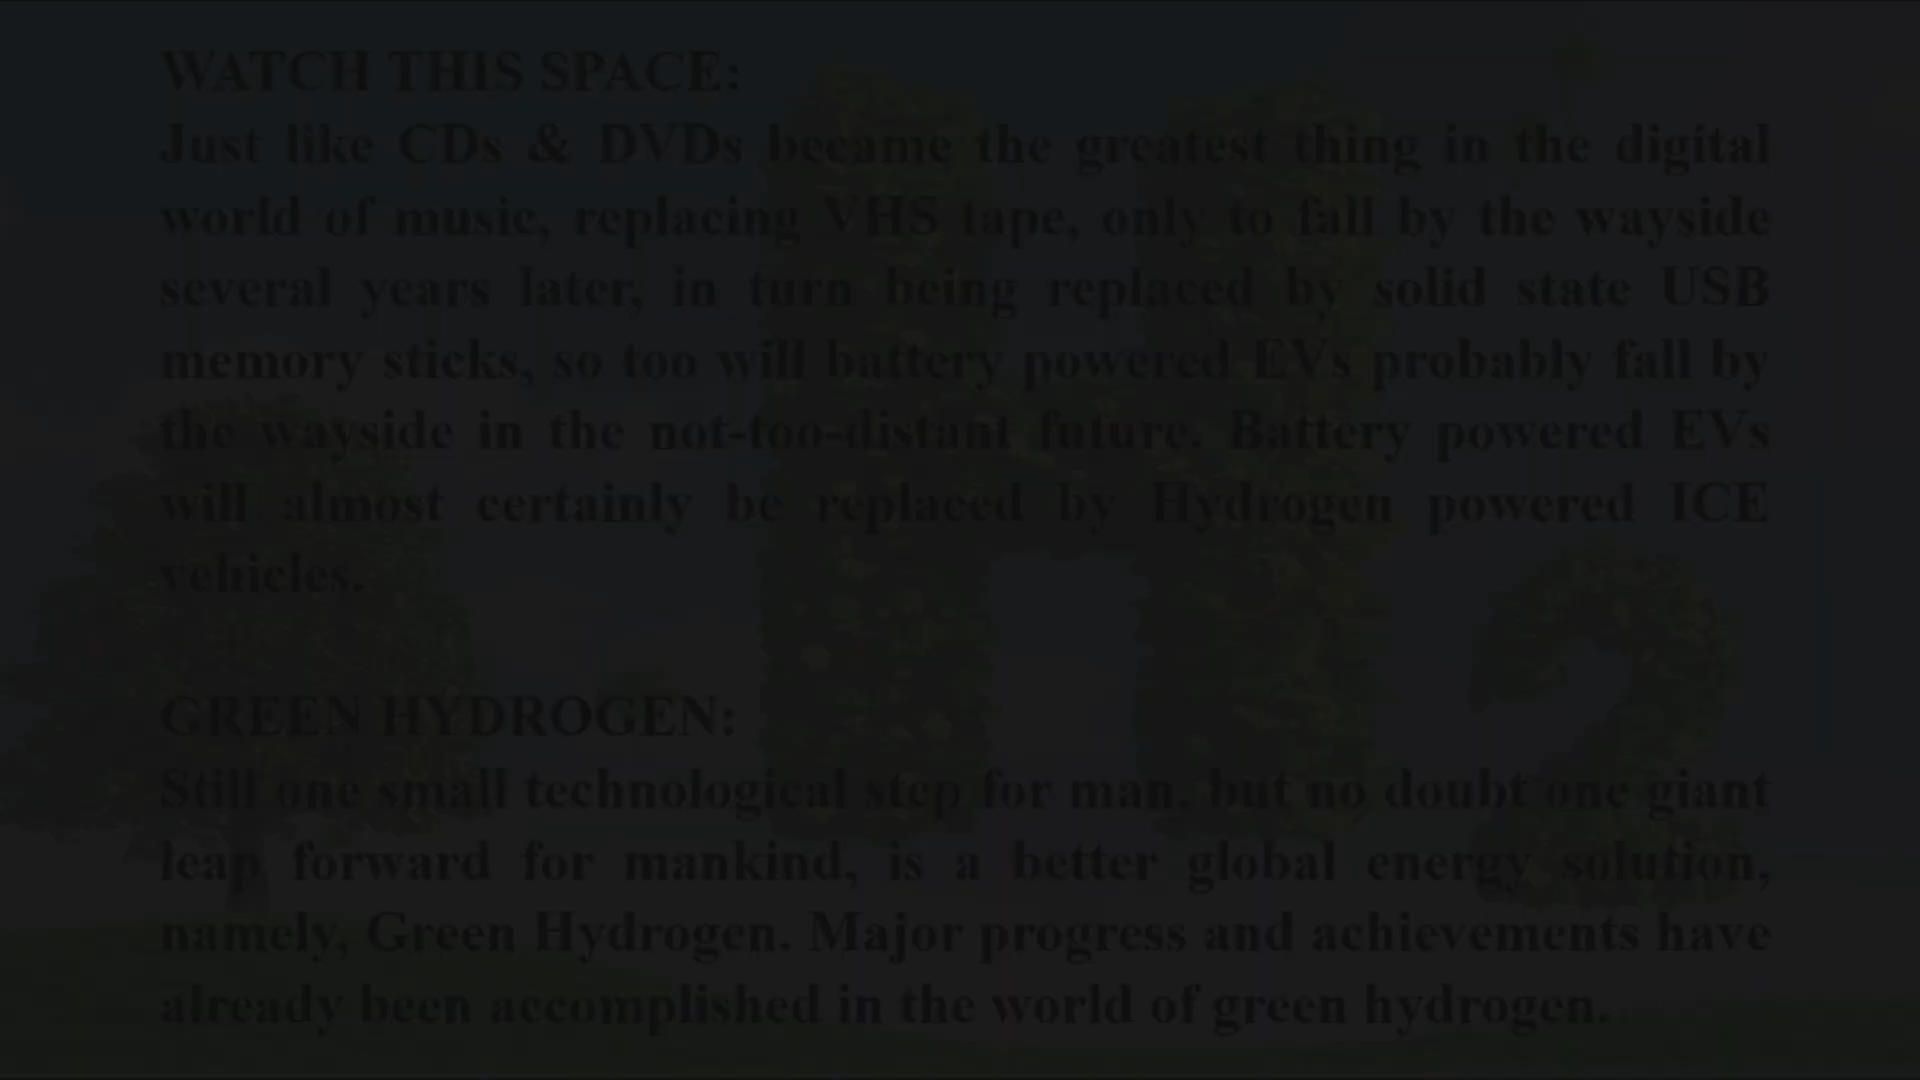 WATCH THIS SPACE:
Just like CDs & DVDs became the greatest thing in the digital
world of music, replacing VHS tape, only to fall by the wayside
several years later, in turn being replaced by solid state USB
memory sticks, so too will battery powered EVs probably fall by
the wayside in the not-too-distant future. Battery powered EVs
will almost certainly be replaced by Hydrogen powered ICE
vehicles.
GREEN HYDROGEN:
Still one small technological step for man, but no doubt one giant
leap forward for mankind, is a better global energy solution,
namely, Green Hydrogen. Major progress and achievements have
already been accomplished in the world of green hydrogen.